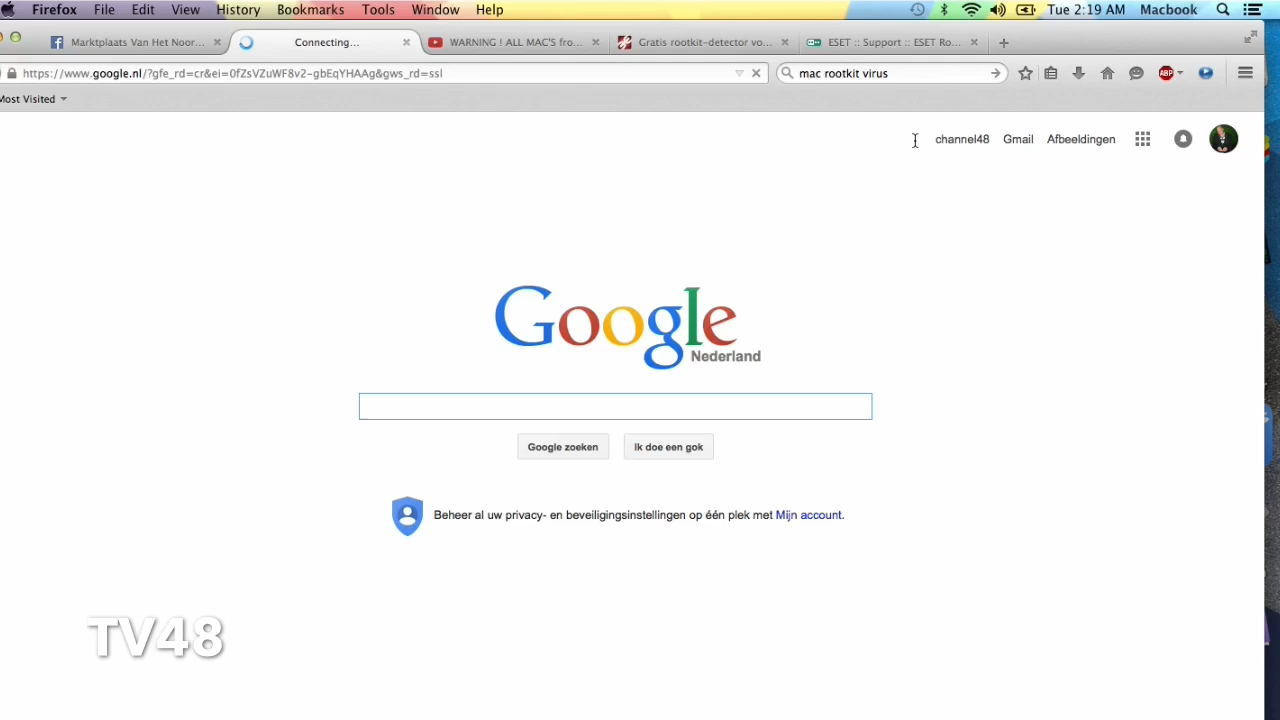 Firefox File Edit View History Bookmarks Tools Window Help Tue 2:19 AM Macbook
Marktplaats Van Het Noor... Connecting... WARNING ! ALL MAC'S fro... Gratis rootkit-detector vo... ESET :: Support :: ESET Ro...
https://www.google.nl/?gfe_rd=cr&ei=0fZsVZuWF8v2-gbEqYHAAg&gws_rd=ssl mac rootkit virus ABP
Most Visited
channel48 Gmail Afbeeldingen
Google
Nederland
Google zoeken Ik doe een gok
Beheer al uw privacy- en beveiligingsinstellingen op één plek met Mijn account.
TV48